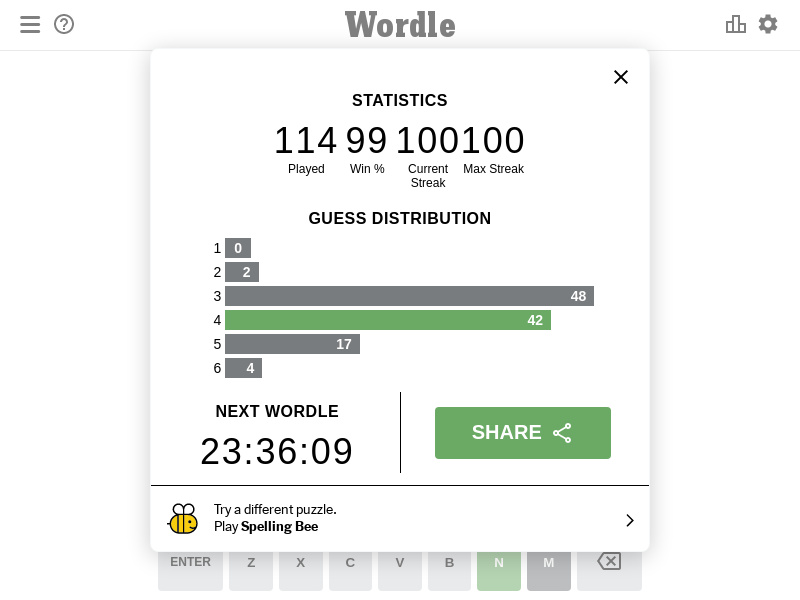 Wordle
STATISTICS
114 99 100 100
Played Win % Current Streak Max Streak
GUESS DISTRIBUTION
1 0
2 2
3 48
4 42
5 17
6 4
NEXT WORDLE
23:36:09
SHARE
Try a different puzzle.
Play Spelling Bee
ENTER Z X C V B N M